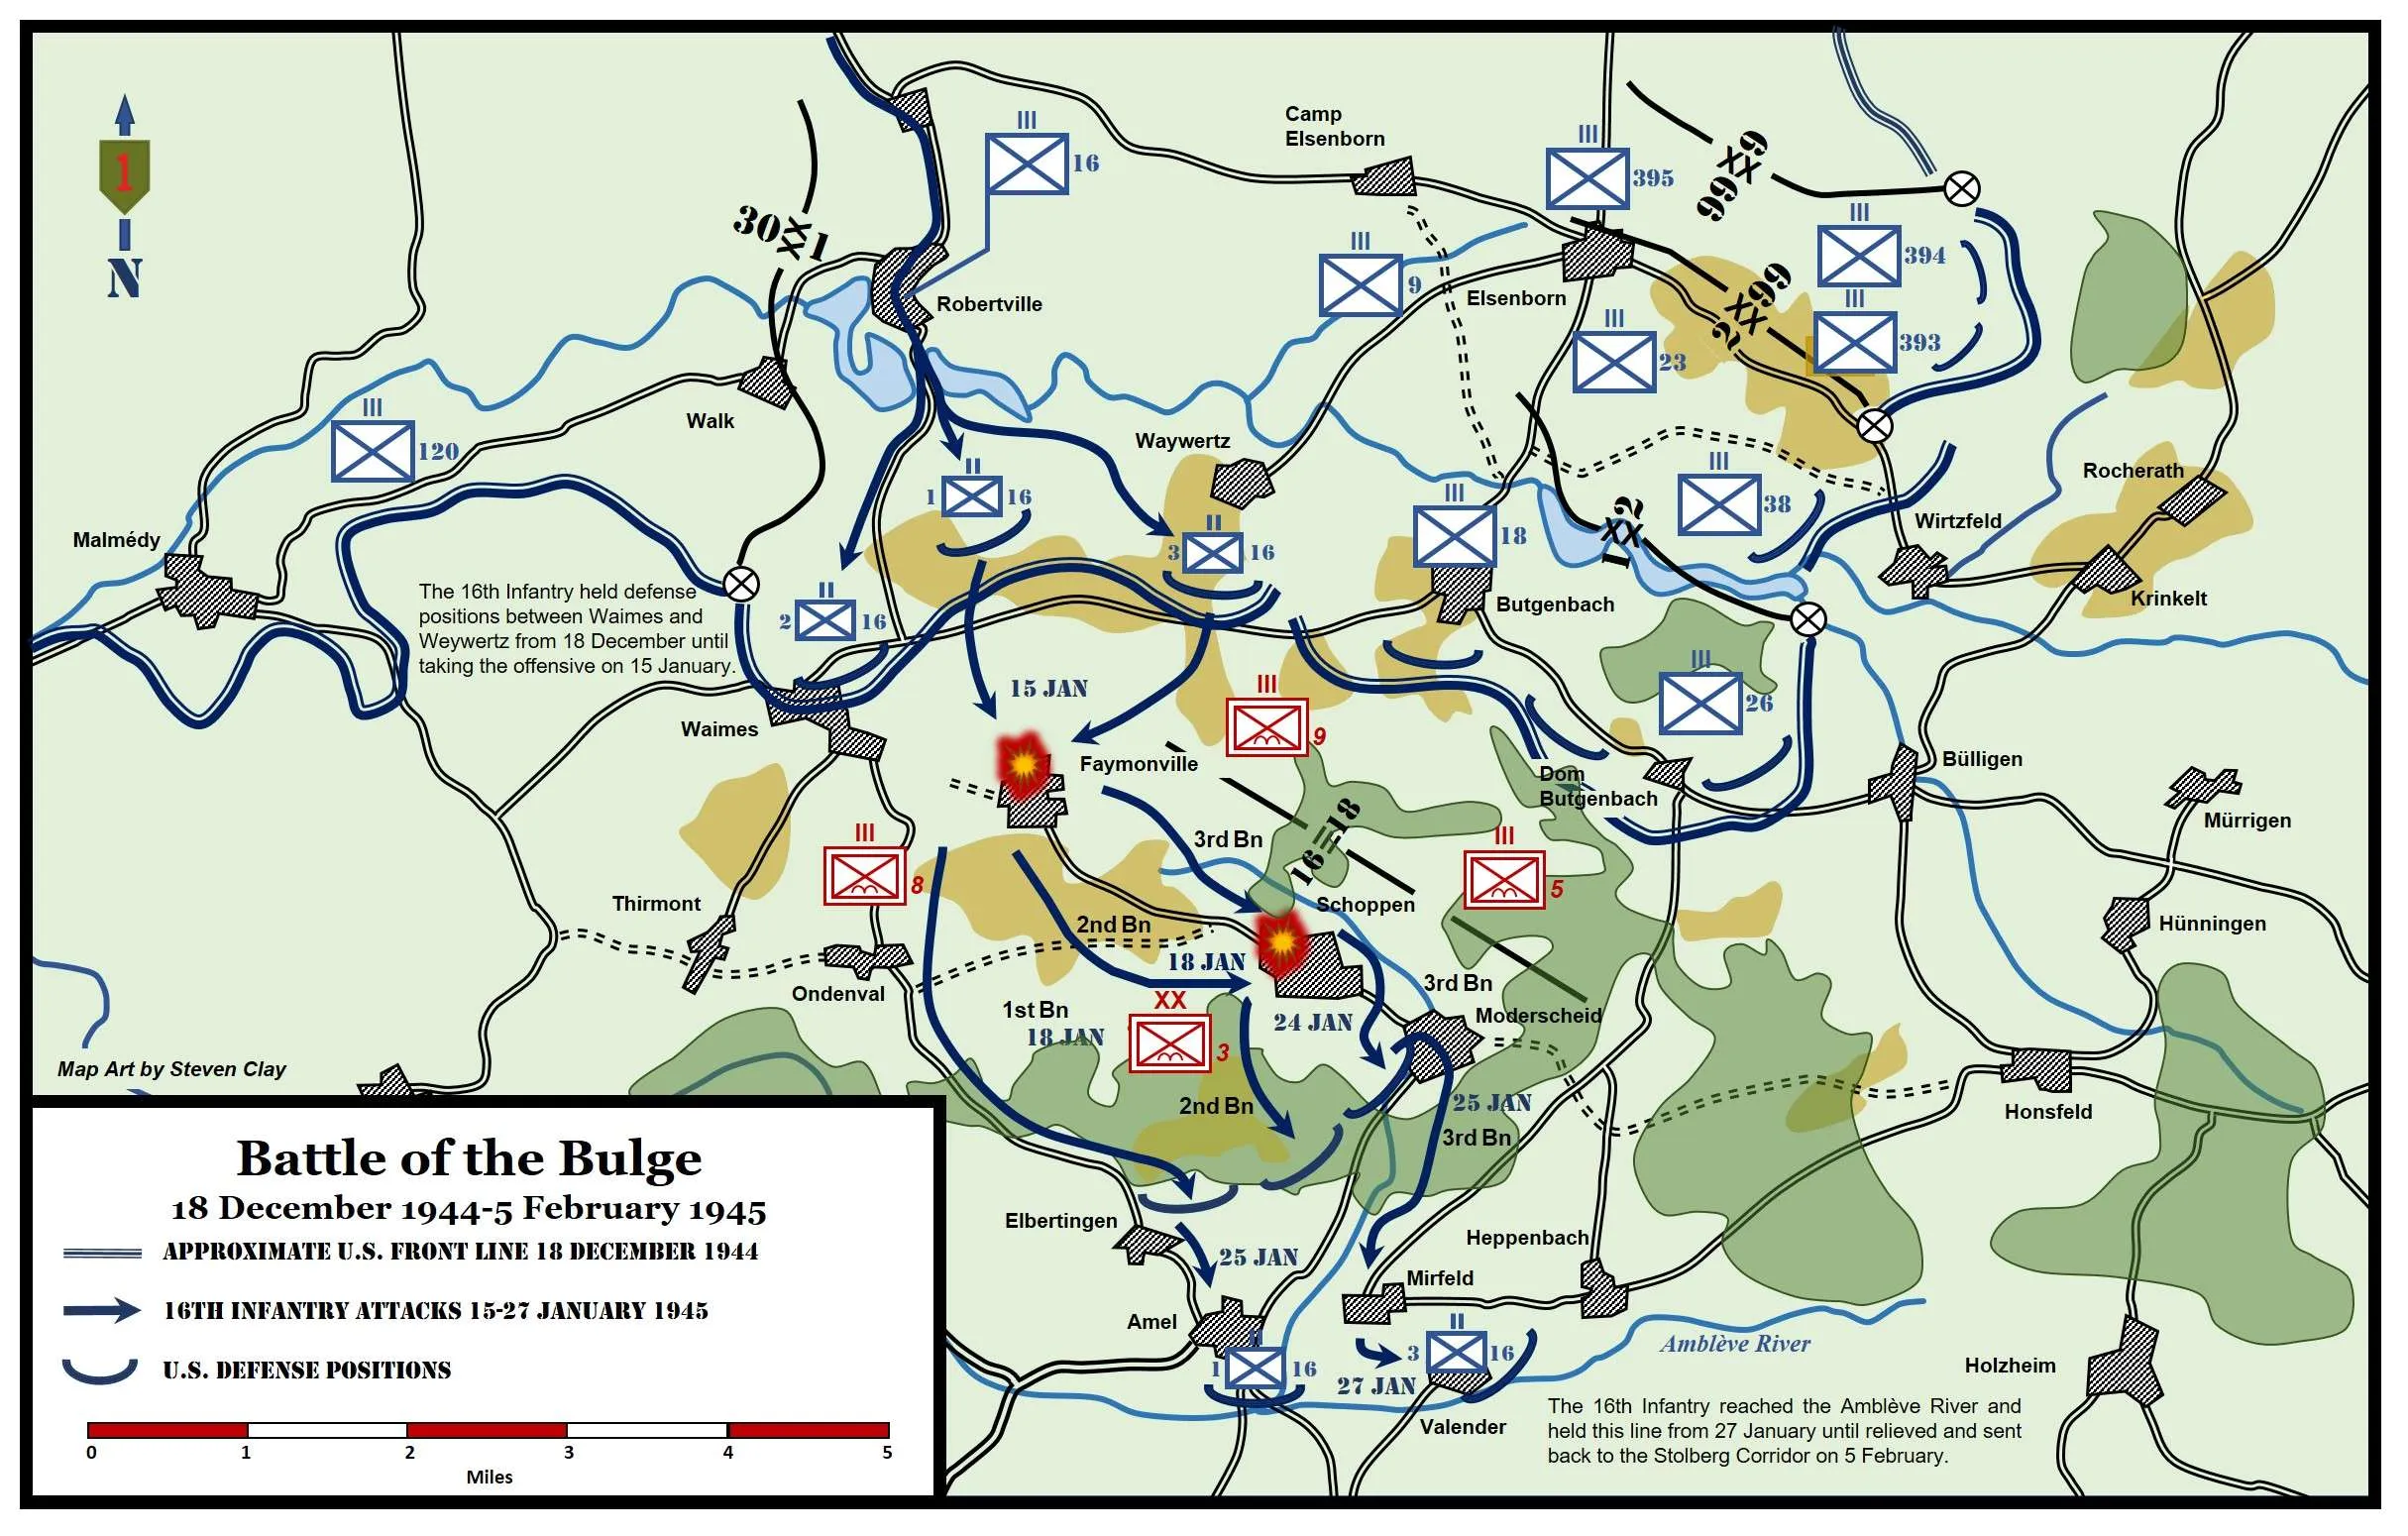 1
N
III
16
Camp
Elsenborn
III
395
99
XX
9
III
394
III
393
30
XX
1
III
9
Robertville
Elsenborn
99
XX
2
III
23
III
120
Walk
Waywertz
II
1
16
II
3
16
III
18
III
38
Rocherath
Wirtzfeld
2
XX
1
Malmédy
The 16th Infantry held defense
positions between Waimes and
Weywertz from 18 December until
taking the offensive on 15 January.
II
2
16
Butgenbach
Krinkelt
III
26
15 JAN
III
9
Waimes
Faymonville
Dom
Butgenbach
Bülligen
Mürrigen
III
8
3rd Bn
16
III
18
III
5
Thirmont
2nd Bn
Schoppen
Hünningen
18 JAN
3rd Bn
Ondenval
XX
3
1st Bn
18 JAN
24 JAN
Moderscheid
Map Art by Steven Clay
2nd Bn
25 JAN
3rd Bn
Honsfeld
Elbertingen
25 JAN
Heppenbach
Mirfeld
Amel
II
1
16
II
3
16
27 JAN
Valender
Amblève River
Holzheim
The 16th Infantry reached the Amblève River and
held this line from 27 January until relieved and sent
back to the Stolberg Corridor on 5 February.
Battle of the Bulge
18 December 1944-5 February 1945
APPROXIMATE U.S. FRONT LINE 18 DECEMBER 1944
16TH INFANTRY ATTACKS 15-27 JANUARY 1945
U.S. DEFENSE POSITIONS
0 1 2 3 4 5
Miles